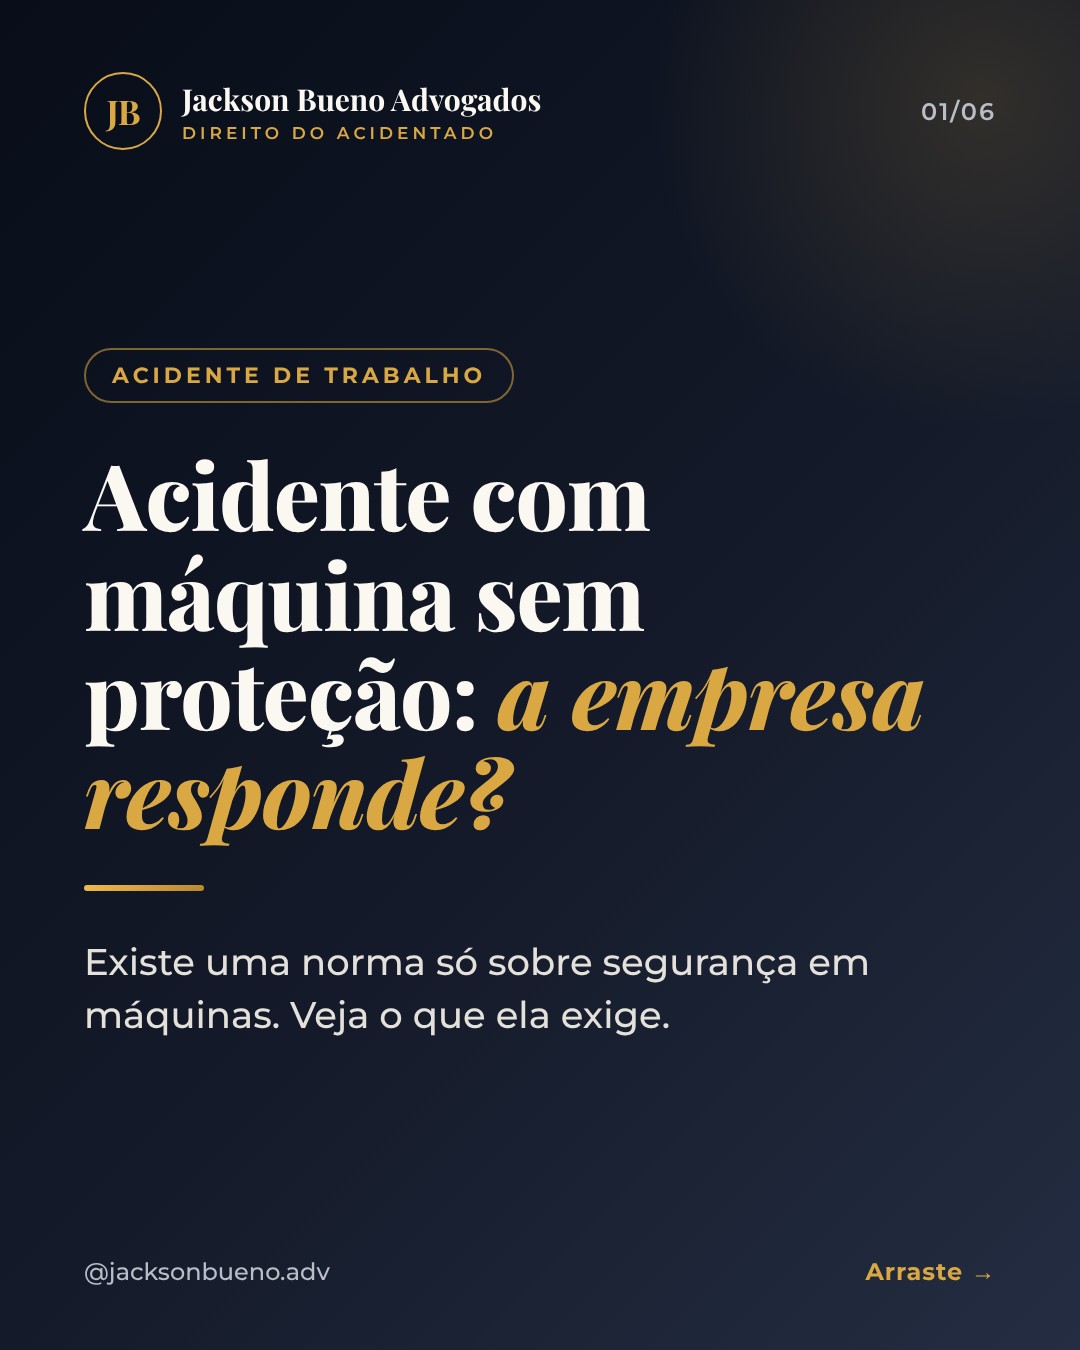 JB
Jackson Bueno Advogados
DIREITO DO ACIDENTADO
01/06
ACIDENTE DE TRABALHO
Acidente com
máquina sem
proteção: a empresa
responde?
Existe uma norma só sobre segurança em
máquinas. Veja o que ela exige.
@jacksonbueno.adv
Arraste →